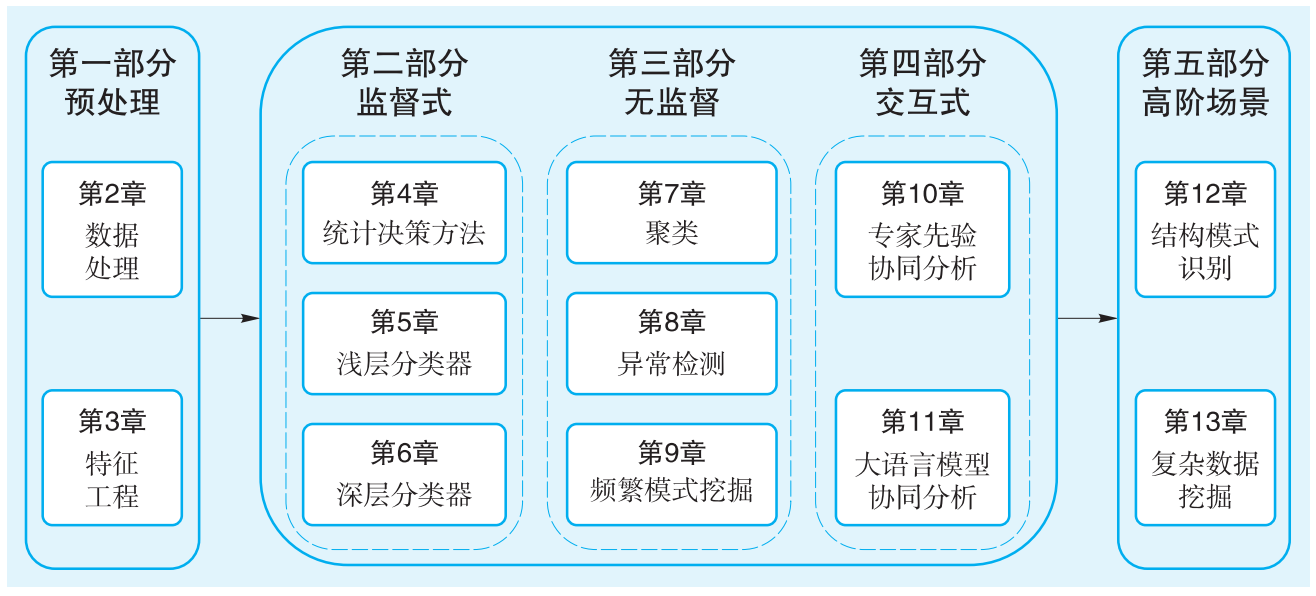 第一部分
预处理
第2章
数据
处理
第3章
特征
工程
第二部分
监督式
第4章
统计决策方法
第5章
浅层分类器
第6章
深层分类器
第三部分
无监督
第7章
聚类
第8章
异常检测
第9章
频繁模式挖掘
第四部分
交互式
第10章
专家先验
协同分析
第11章
大语言模型
协同分析
第五部分
高阶场景
第12章
结构模式
识别
第13章
复杂数据
挖掘